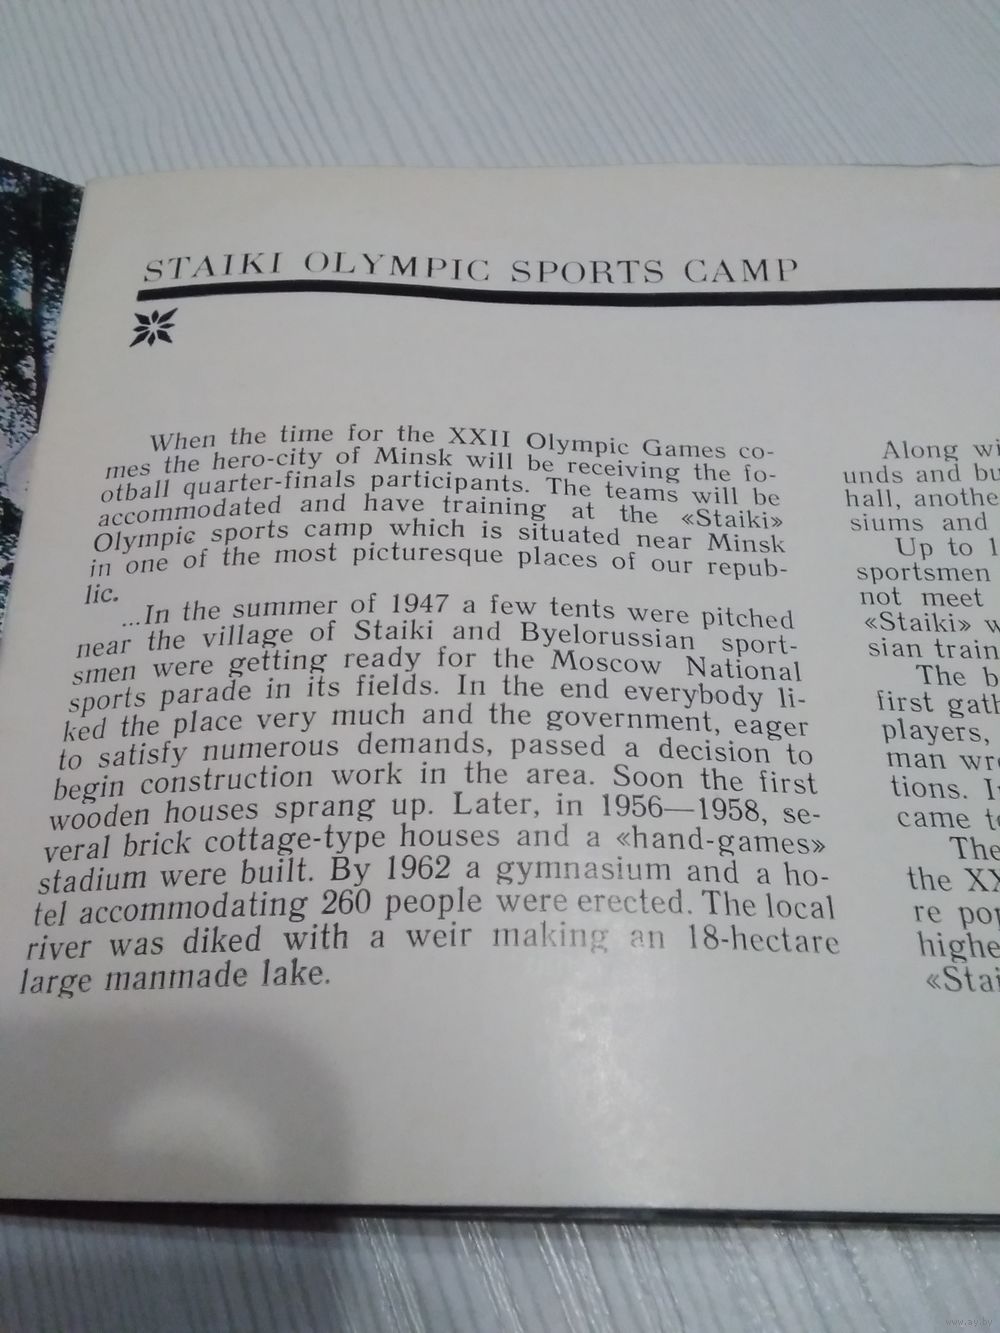 STAIKI OLYMPIC SPORTS CAMP
When the time for the XXII Olympic Games co-
mes the hero-city of Minsk will be receiving the fo-
otball quarter-finals participants. The teams will be
accommodated and have training at the «Staiki»
Olympic sports camp which is situated near Minsk
in one of the most picturesque places of our repub-
lic.
...In the summer of 1947 a few tents were pitched
near the village of Staiki and Byelorussian sport-
smen were getting ready for the Moscow National
sports parade in its fields. In the end everybody li-
ked the place very much and the government, eager
to satisfy numerous demands, passed a decision to
begin construction work in the area. Soon the first
wooden houses sprang up. Later, in 1956—1958, se-
veral brick cottage-type houses and a «hand-games»
stadium were built. By 1962 a gymnasium and a ho-
tel accommodating 260 people were erected. The local
river was diked with a weir making an 18-hectare
large manmade lake.
Along
unds and
hall,
siums and
Up to
sportsmen
not meet
«Staiki»
sian
The
first
players,
man
tions.
came
The
the
re
«Stai
www.ay.by